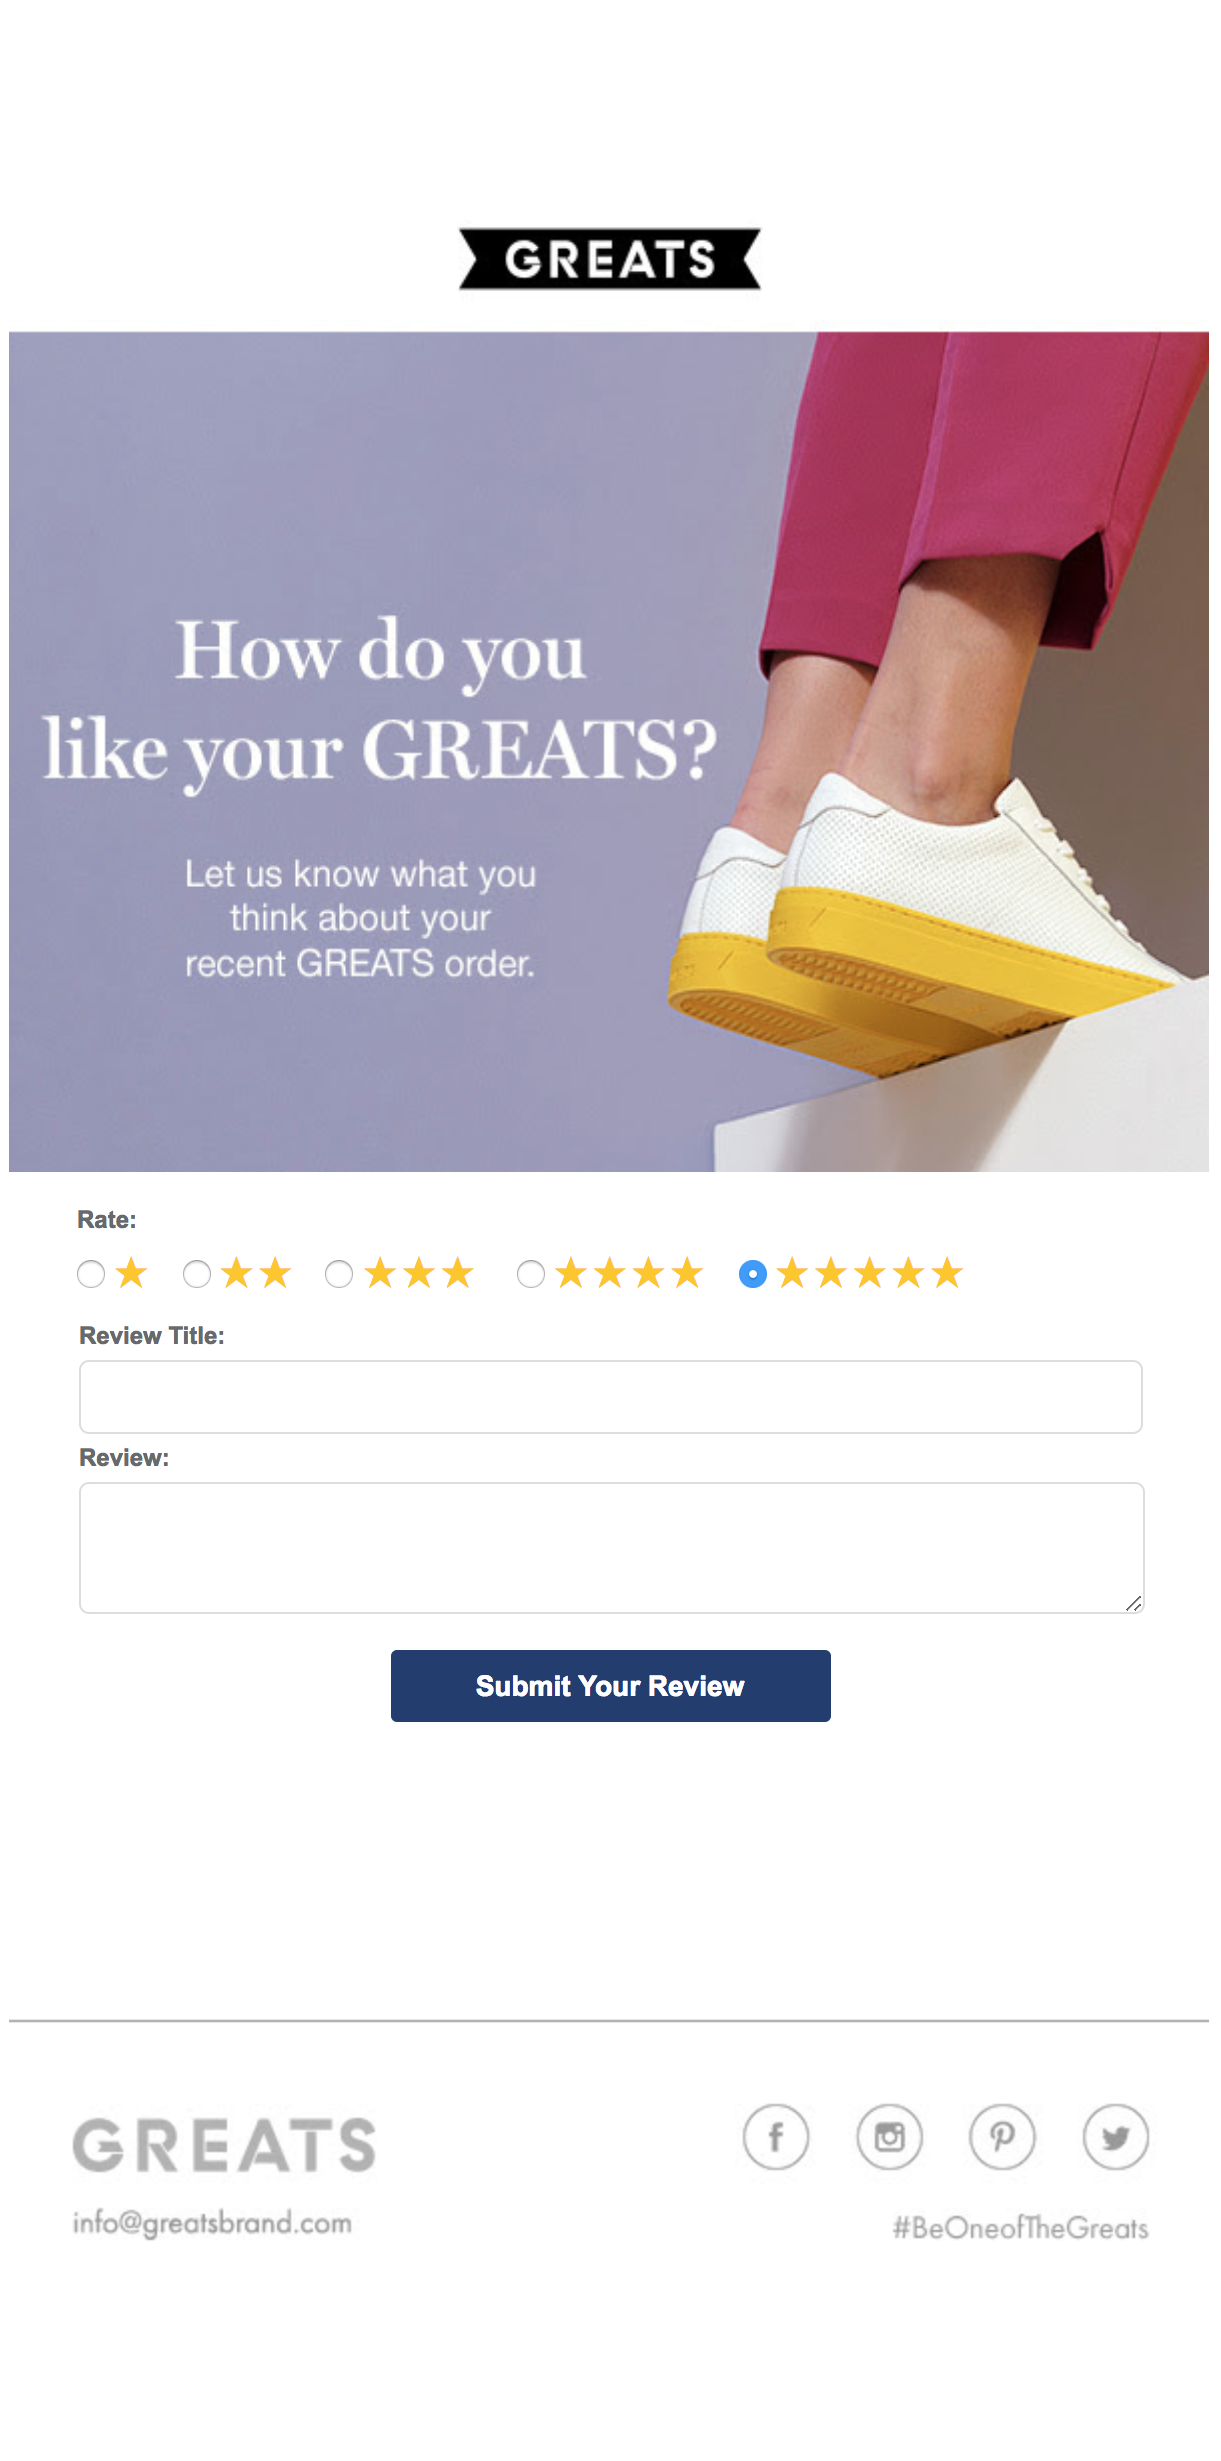 GREATS
How do you
like your GREATS?
Let us know what you
think about your
recent GREATS order.
Rate:
Review Title:
Review:
Submit Your Review
GREATS
info@greatsbrand.com
#BeOneofTheGreats